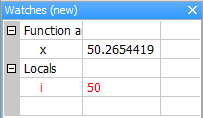 Watches (new)
Function a
x 50.2654419
Locals
i 50